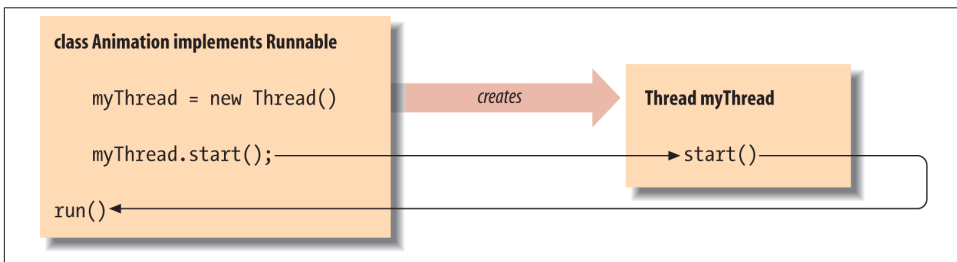 class Animation implements Runnable
myThread = new Thread()
creates
Thread myThread
myThread.start();
start()
run()